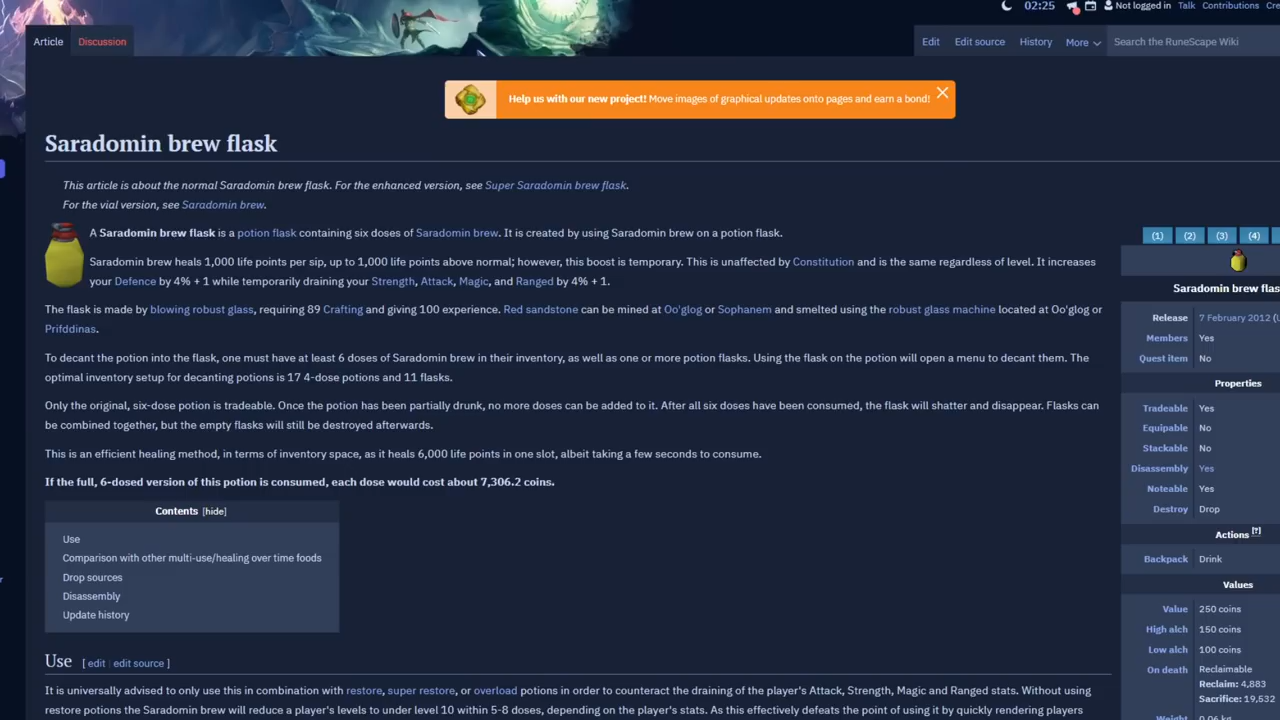 02:25 Not logged in Talk Contributions Cre
Article Discussion Edit Edit source History More Search the RuneScape Wiki
Help us with our new project! Move images of graphical updates onto pages and earn a bond!
Saradomin brew flask
This article is about the normal Saradomin brew flask. For the enhanced version, see Super Saradomin brew flask.
For the vial version, see Saradomin brew.
A Saradomin brew flask is a potion flask containing six doses of Saradomin brew. It is created by using Saradomin brew on a potion flask.
Saradomin brew heals 1,000 life points per sip, up to 1,000 life points above normal; however, this boost is temporary. This is unaffected by Constitution and is the same regardless of level. It increases
your Defence by 4% + 1 while temporarily draining your Strength, Attack, Magic, and Ranged by 4% + 1.
The flask is made by blowing robust glass, requiring 89 Crafting and giving 100 experience. Red sandstone can be mined at Oo'glog or Sophanem and smelted using the robust glass machine located at Oo'glog or
Prifddinas.
To decant the potion into the flask, one must have at least 6 doses of Saradomin brew in their inventory, as well as one or more potion flasks. Using the flask on the potion will open a menu to decant them. The
optimal inventory setup for decanting potions is 17 4-dose potions and 11 flasks.
Only the original, six-dose potion is tradeable. Once the potion has been partially drunk, no more doses can be added to it. After all six doses have been consumed, the flask will shatter and disappear. Flasks can
be combined together, but the empty flasks will still be destroyed afterwards.
This is an efficient healing method, in terms of inventory space, as it heals 6,000 life points in one slot, albeit taking a few seconds to consume.
If the full, 6-dosed version of this potion is consumed, each dose would cost about 7,306.2 coins.
Contents [hide]
Use
Comparison with other multi-use/healing over time foods
Drop sources
Disassembly
Update history
Use [ edit | edit source ]
It is universally advised to only use this in combination with restore, super restore, or overload potions in order to counteract the draining of the player's Attack, Strength, Magic and Ranged stats. Without using
restore potions the Saradomin brew will reduce a player's levels to under level 10 within 5-8 doses, depending on the player's stats. As this effectively defeats the point of using it by quickly rendering players
(1) (2) (3) (4)
Saradomin brew flas
Release 7 February 2012 (U
Members Yes
Quest item No
Properties
Tradeable Yes
Equipable No
Stackable No
Disassembly Yes
Noteable Yes
Destroy Drop
Actions [?]
Backpack Drink
Values
Value 250 coins
High alch 150 coins
Low alch 100 coins
On death Reclaimable
Reclaim: 4,883
Sacrifice: 19,532
Weight 0.06 kg